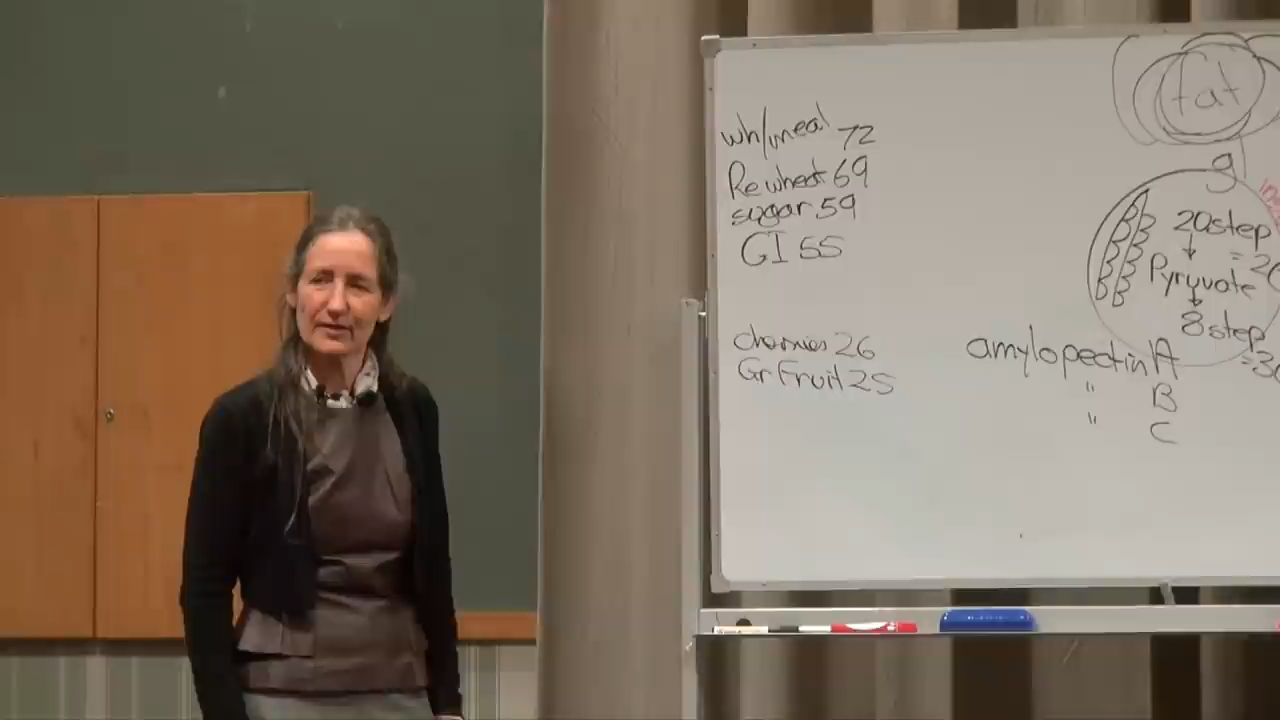 wh/meal 72
Re wheat 69
sugar 59
GI 55
cherries 26
Gr Fruit 25
fat
g
20 step
Pyruvate
8 step
amylopectin A
" B
" C